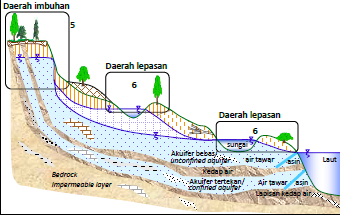 Daerah imbuhan
5
Daerah lepasan
6
Daerah lepasan
6
sungai
Akuifer bebas
unconfined aquifer
air tawar
asin
Laut
Kedap air
Akuifer tertekan/
confined aquifer
Air tawar
asin
Lapisan kedap air
Bedrock
Impermeable layer